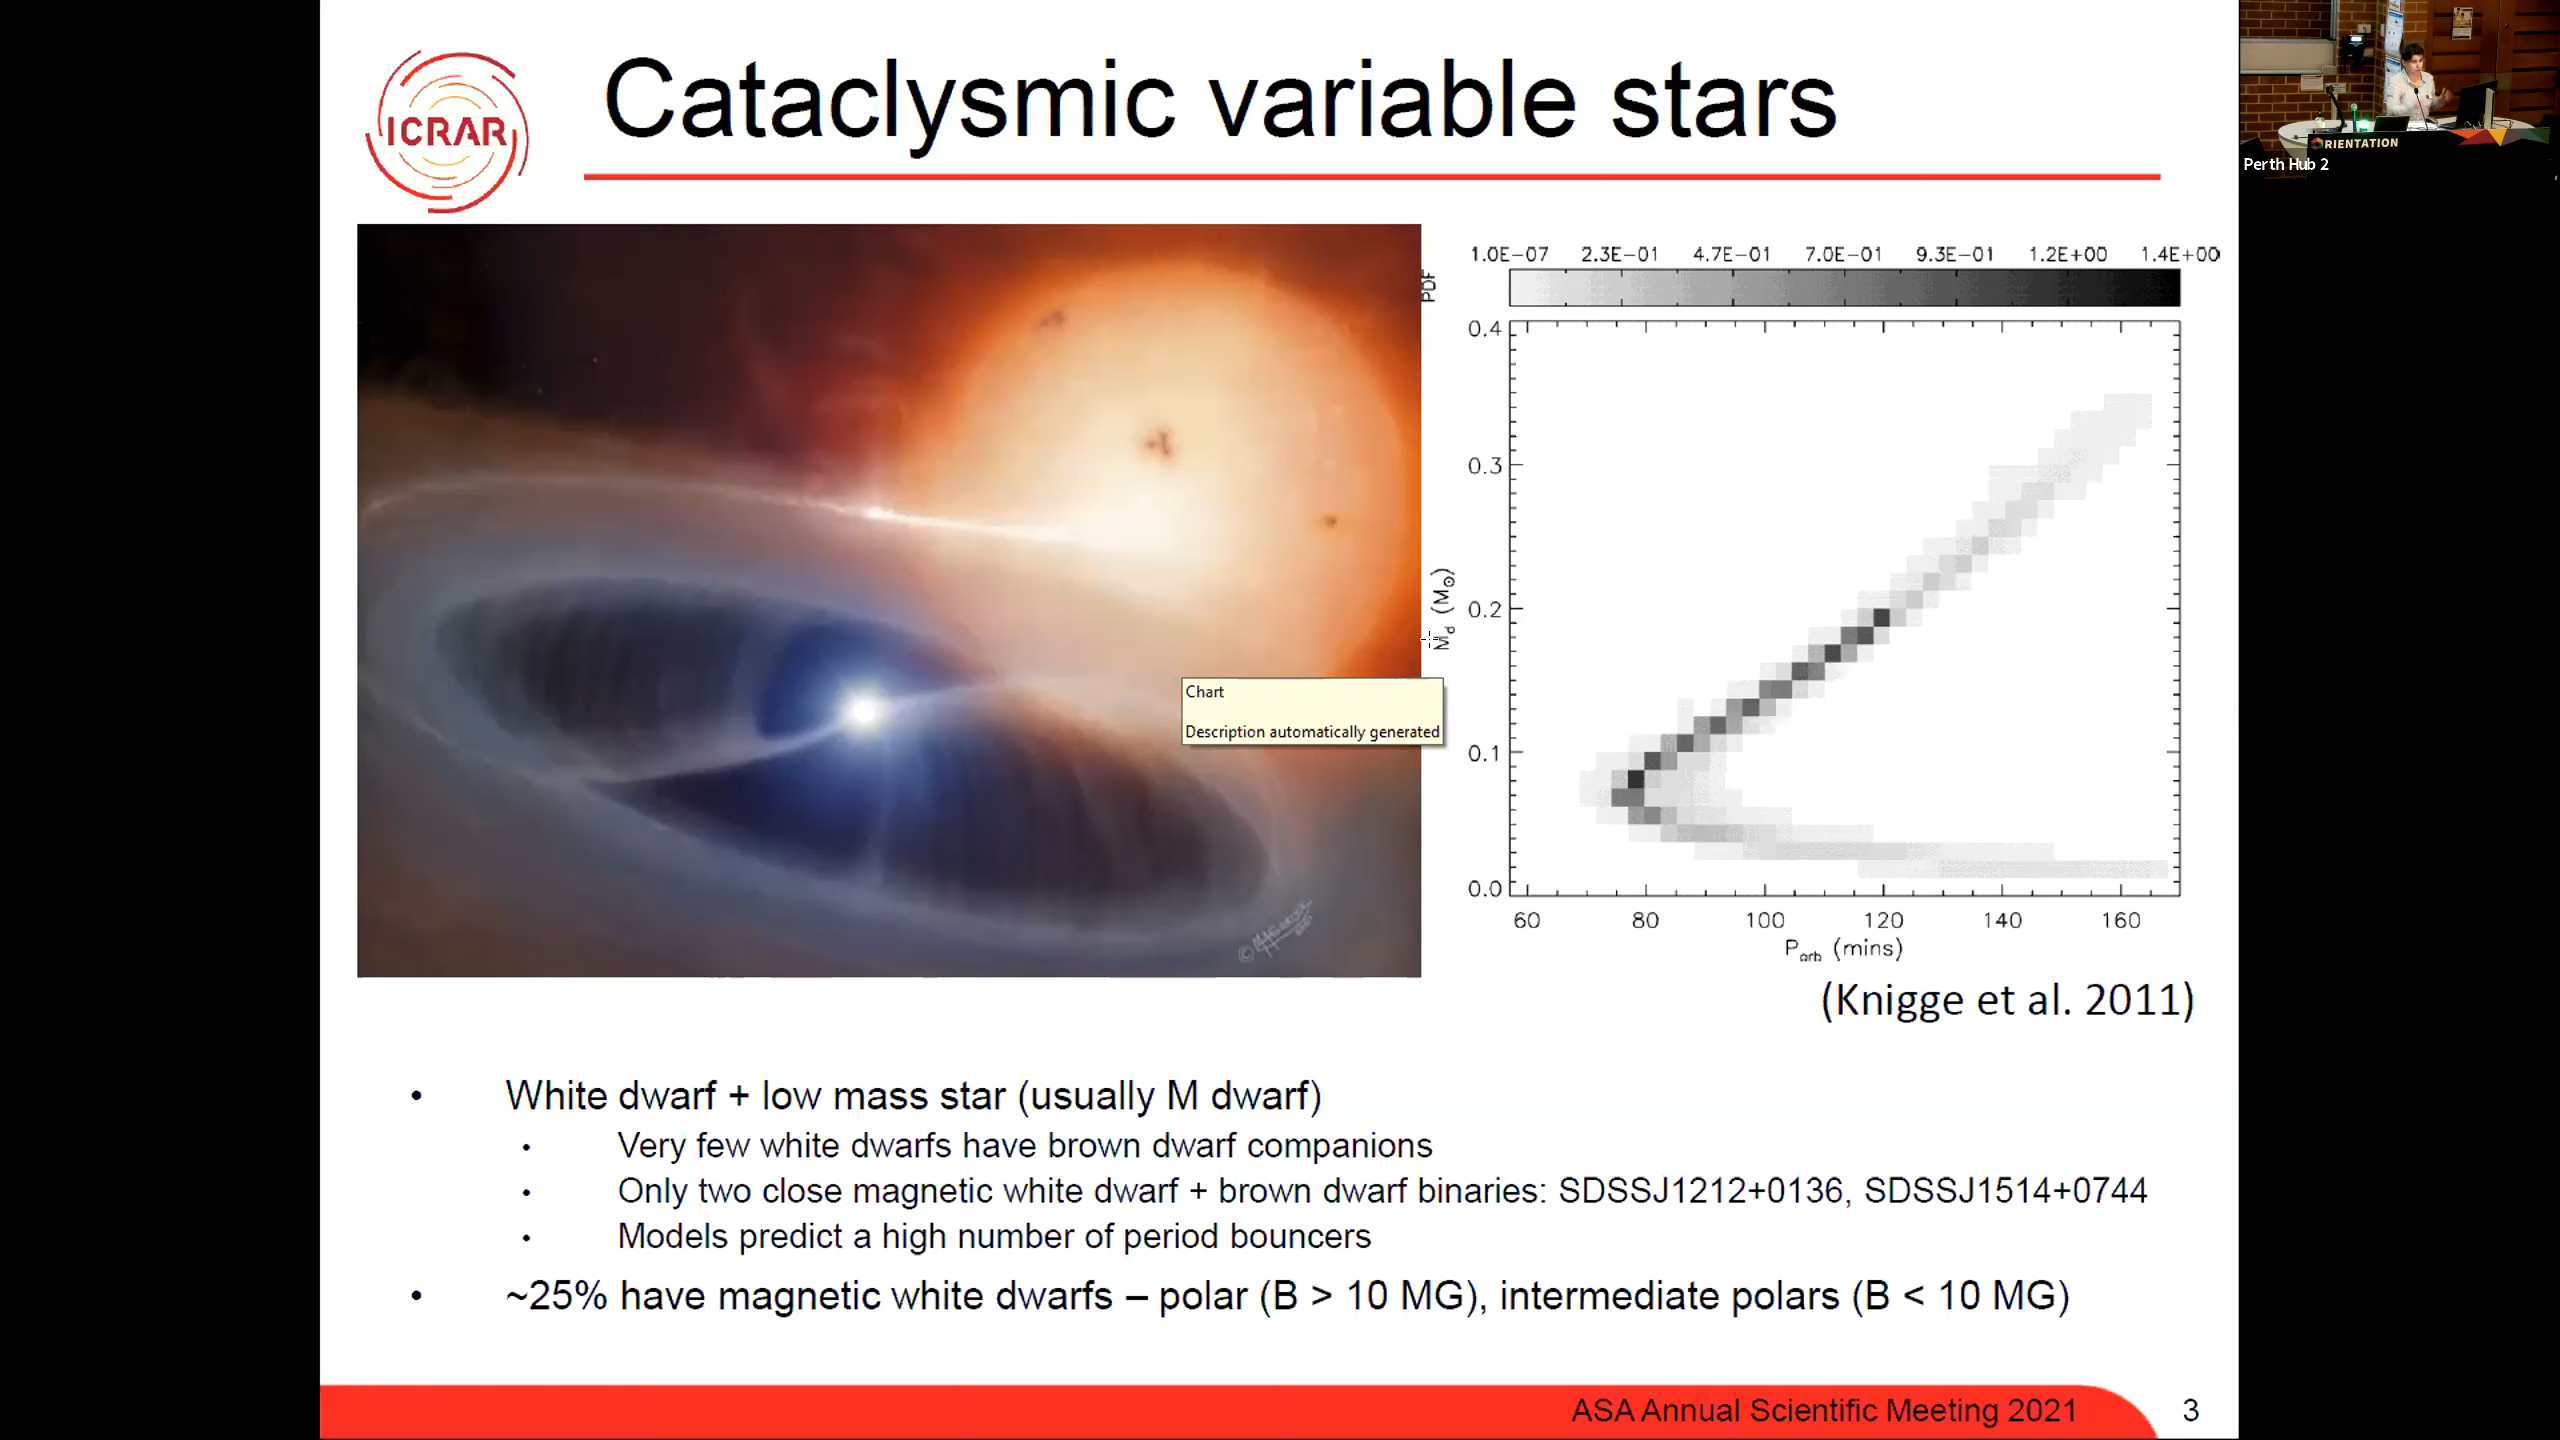 Cataclysmic variable stars
ICRAR
RIENTATION
Perth Hub 2
PDF
1.0E−07 2.3E−01 4.7E−01 7.0E−01 9.3E−01 1.2E+00 1.4E+00
0.4
0.3
0.2
0.1
0.0
M_d (M⊙)
60 80 100 120 140 160
P_orb (mins)
Chart
Description automatically generated
(Knigge et al. 2011)
• White dwarf + low mass star (usually M dwarf)
• Very few white dwarfs have brown dwarf companions
• Only two close magnetic white dwarf + brown dwarf binaries: SDSSJ1212+0136, SDSSJ1514+0744
• Models predict a high number of period bouncers
• ~25% have magnetic white dwarfs – polar (B > 10 MG), intermediate polars (B < 10 MG)
ASA Annual Scientific Meeting 2021
3